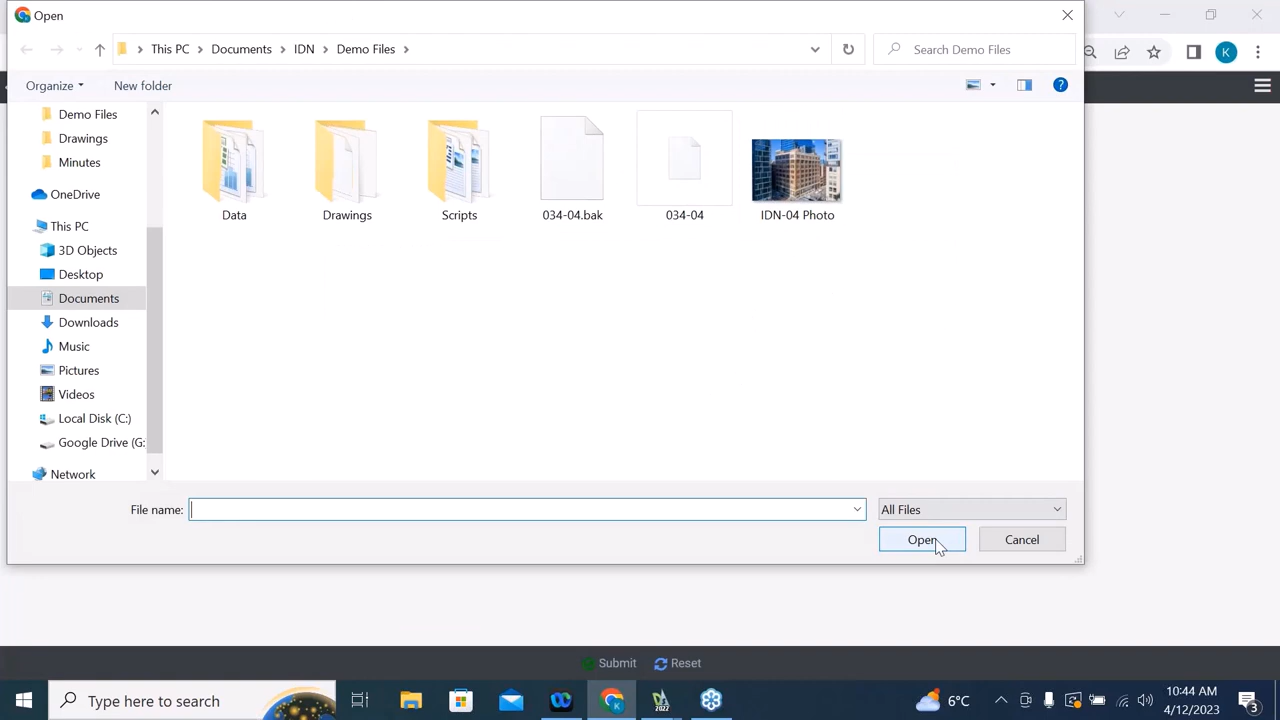 Open
This PC > Documents > IDN > Demo Files >
Search Demo Files
K
Organize
New folder
Demo Files
Drawings
Minutes
OneDrive
This PC
3D Objects
Desktop
Documents
Downloads
Music
Pictures
Videos
Local Disk (C:)
Google Drive (G:
Network
Data
Drawings
Scripts
034-04.bak
034-04
IDN-04 Photo
File name:
All Files
Open
Cancel
Submit
Reset
Type here to search
2022
6°C
10:44 AM
4/12/2023
3